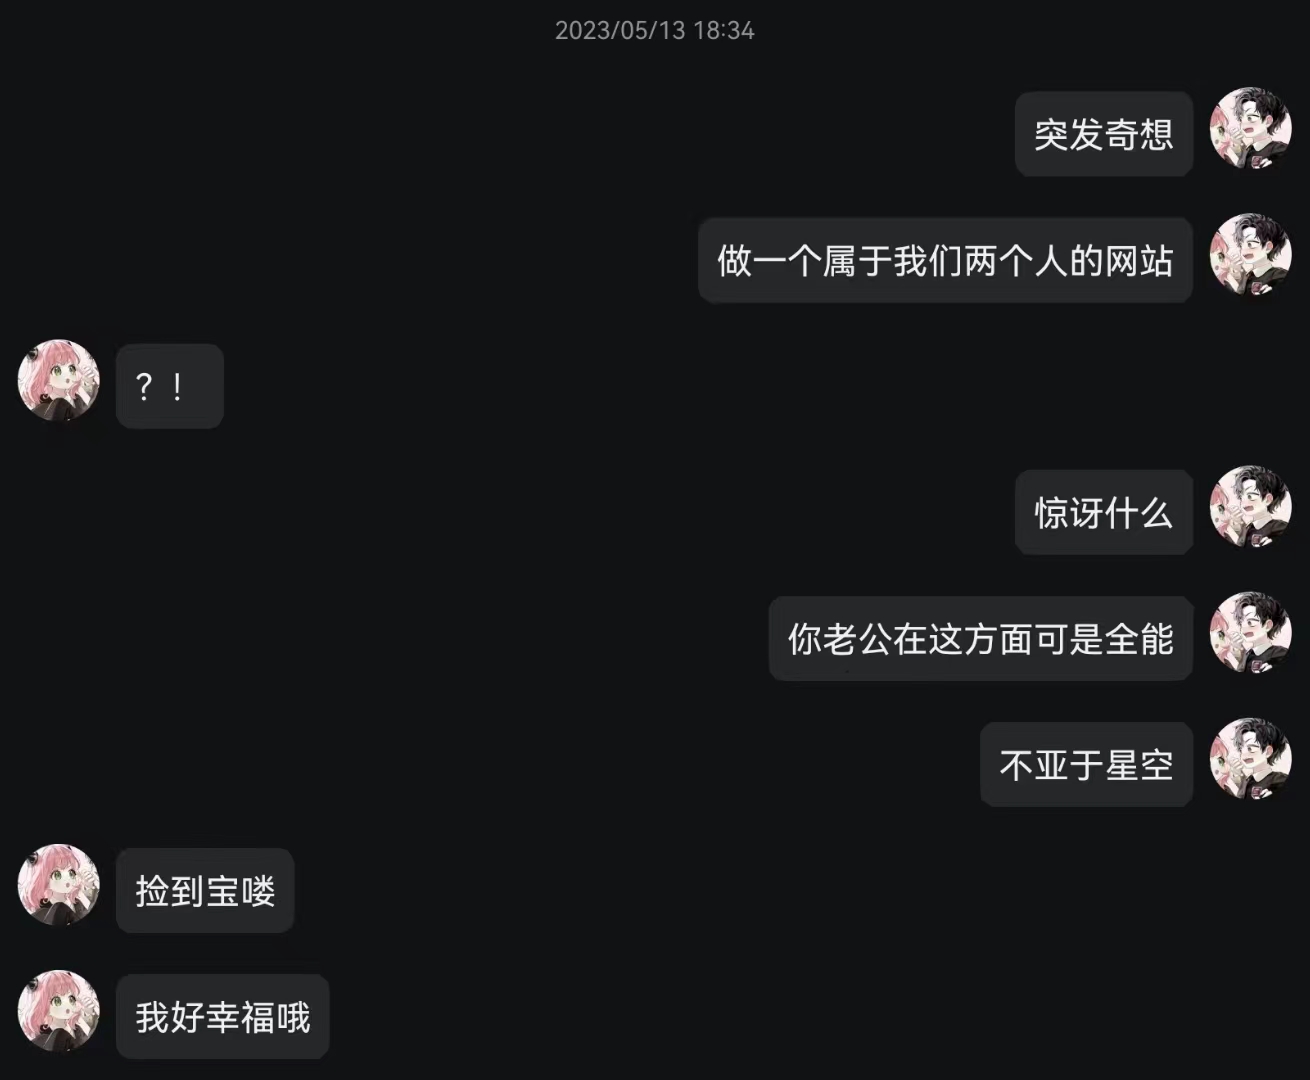 2023/05/13 18:34
突发奇想
做一个属于我们两个人的网站
？！
惊讶什么
你老公在这方面可是全能
不亚于星空
捡到宝喽
我好幸福哦